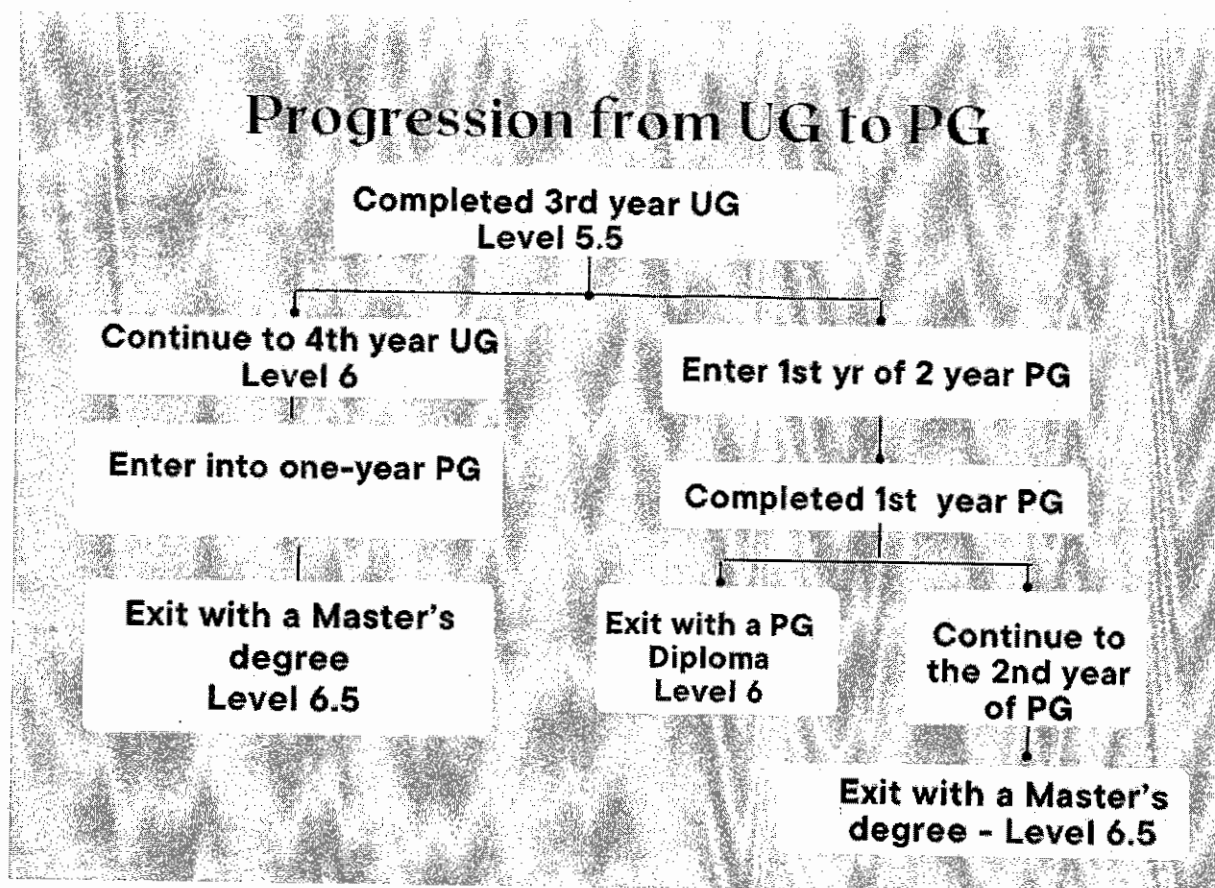 Progression from UG to PG
Completed 3rd year UG
Level 5.5
Continue to 4th year UG
Level 6
Enter into one-year PG
Exit with a Master's
degree
Level 6.5
Enter 1st yr of 2 year PG
Completed 1st year PG
Exit with a PG
Diploma
Level 6
Continue to
the 2nd year
of PG
Exit with a Master's
degree - Level 6.5